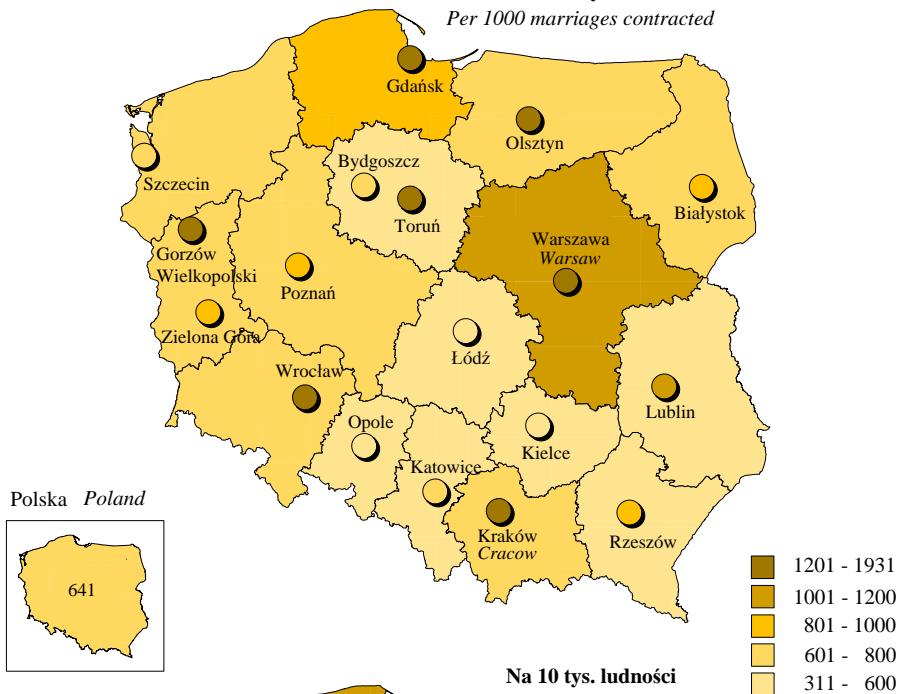 Per 1000 marriages contracted
Gdańsk
Olsztyn
Bydgoszcz
Szczecin
Toruń
Białystok
Gorzów
Wielkopolski
Warszawa
Warsaw
Poznań
Zielona Góra
Łódź
Wrocław
Lublin
Opole
Kielce
Katowice
Kraków
Cracow
Rzeszów
Polska Poland
641
1201 - 1931
1001 - 1200
801 - 1000
601 - 800
311 - 600
Na 10 tys. ludności